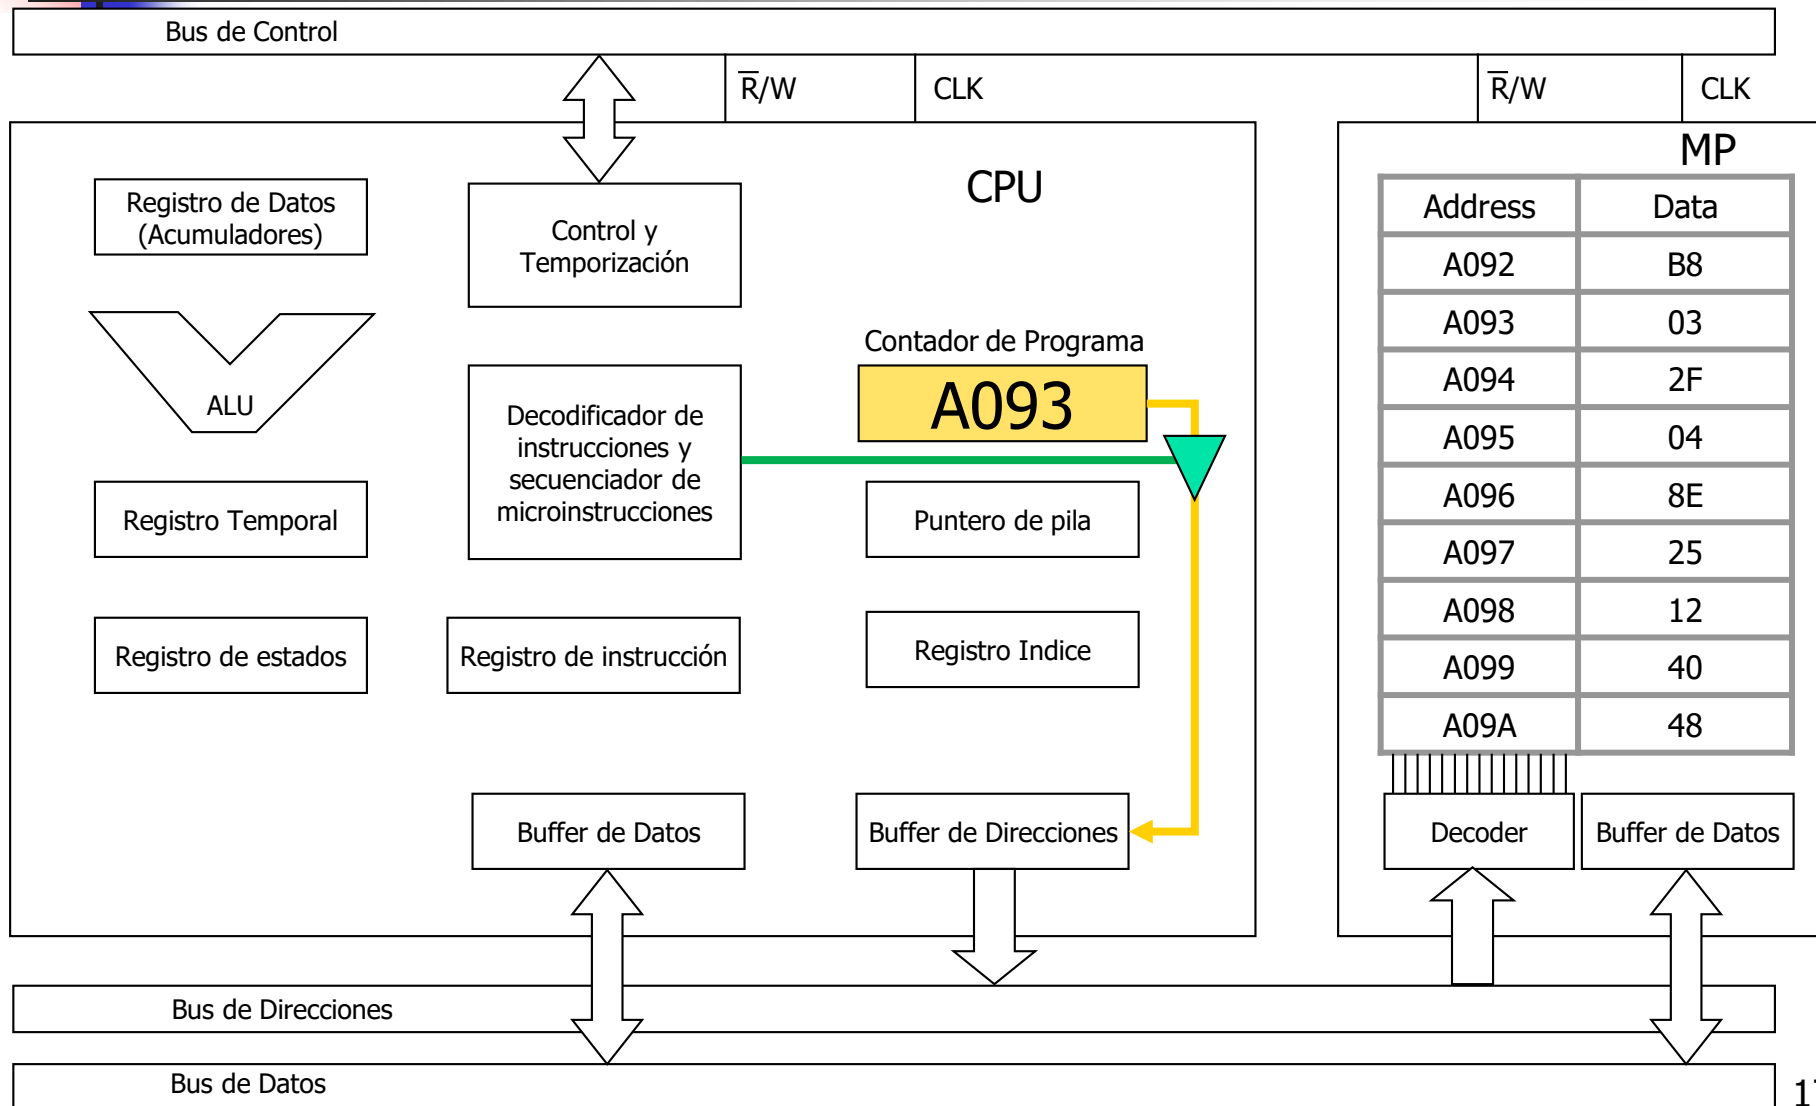 Bus de Control
R̅/W
CLK
R̅/W
CLK
CPU
Registro de Datos
(Acumuladores)
Control y
Temporización
ALU
Decodificador de
instrucciones y
secuenciador de
microinstrucciones
Contador de Programa
A093
Registro Temporal
Puntero de pila
Registro de estados
Registro de instrucción
Registro Indice
Buffer de Datos
Buffer de Direcciones
MP
Address Data
A092 B8
A093 03
A094 2F
A095 04
A096 8E
A097 25
A098 12
A099 40
A09A 48
Decoder
Buffer de Datos
Bus de Direcciones
Bus de Datos